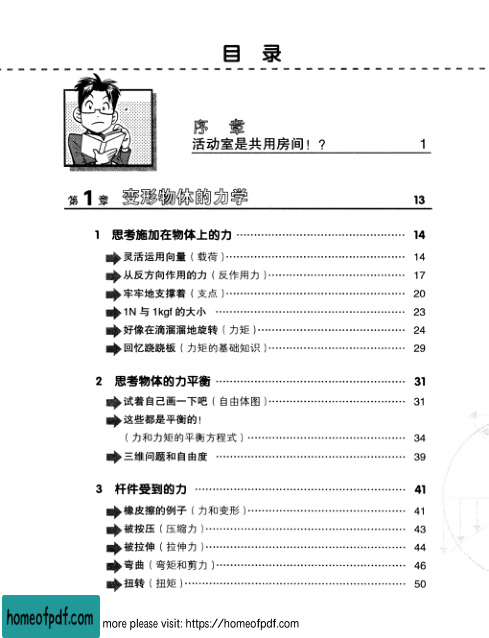 目 录
序 章
活动室是共用房间！？ 1
第1章 变形物体的力学 13
1 思考施加在物体上的力 …… 14
灵活运用向量（载荷）…… 14
从反方向作用的力（反作用力）…… 17
牢牢地支撑着（支点）…… 20
1N 与 1kgf 的大小 …… 23
好像在滴溜溜地旋转（力矩）…… 24
回忆跷跷板（力矩的基础知识）…… 29
2 思考物体的力平衡 …… 31
试着自己画一下吧（自由体图）…… 31
这些都是平衡的！
（力和力矩的平衡方程式）…… 34
三维问题和自由度 …… 39
3 杆件受到的力 …… 41
橡皮擦的例子（力和变形）…… 41
被按压（压缩力）…… 43
被拉伸（拉伸力）…… 44
弯曲（弯矩和剪力）…… 46
扭转（扭矩）…… 50
homeofpdf.com more please visit: https://homeofpdf.com